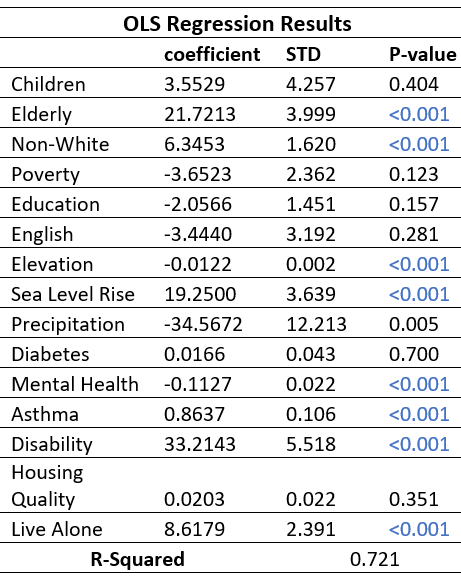 OLS Regression Results
coefficient STD P-value
Children 3.5529 4.257 0.404
Elderly 21.7213 3.999 <0.001
Non-White 6.3453 1.620 <0.001
Poverty -3.6523 2.362 0.123
Education -2.0566 1.451 0.157
English -3.4440 3.192 0.281
Elevation -0.0122 0.002 <0.001
Sea Level Rise 19.2500 3.639 <0.001
Precipitation -34.5672 12.213 0.005
Diabetes 0.0166 0.043 0.700
Mental Health -0.1127 0.022 <0.001
Asthma 0.8637 0.106 <0.001
Disability 33.2143 5.518 <0.001
Housing
Quality 0.0203 0.022 0.351
Live Alone 8.6179 2.391 <0.001
R-Squared 0.721